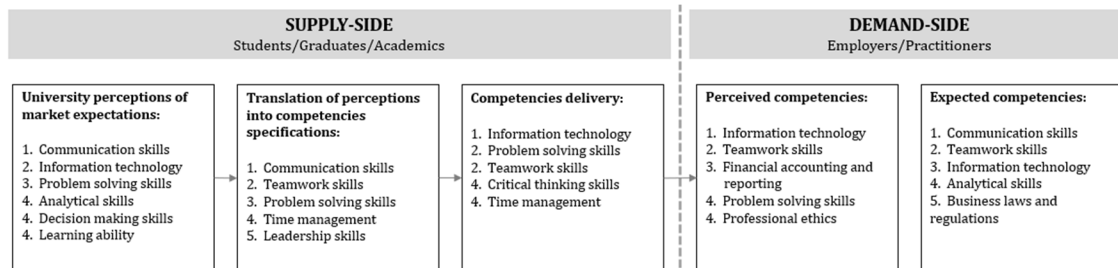 SUPPLY-SIDE
Students/Graduates/Academics
DEMAND-SIDE
Employers/Practitioners
University perceptions of
market expectations:
1. Communication skills
2. Information technology
3. Problem solving skills
4. Analytical skills
4. Decision making skills
4. Learning ability
Translation of perceptions
into competencies
specifications:
1. Communication skills
2. Teamwork skills
3. Problem solving skills
4. Time management
5. Leadership skills
Competencies delivery:
1. Information technology
2. Problem solving skills
2. Teamwork skills
4. Critical thinking skills
4. Time management
Perceived competencies:
1. Information technology
2. Teamwork skills
3. Financial accounting and
reporting
4. Problem solving skills
4. Professional ethics
Expected competencies:
1. Communication skills
2. Teamwork skills
3. Information technology
4. Analytical skills
5. Business laws and
regulations